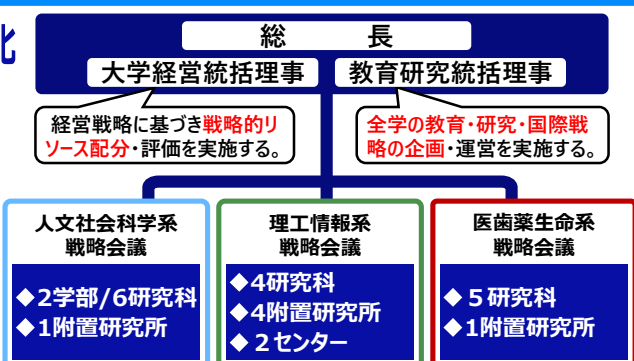 化
総 長
大学経営統括理事
教育研究統括理事
経営戦略に基づき戦略的リ
ソース配分・評価を実施する。
全学の教育・研究・国際戦
略の企画・運営を実施する。
人文社会科学系
戦略会議
◆2学部/6研究科
◆1附置研究所
理工情報系
戦略会議
◆4研究科
◆4附置研究所
◆２センター
医歯薬生命系
戦略会議
◆５研究科
◆1附置研究所